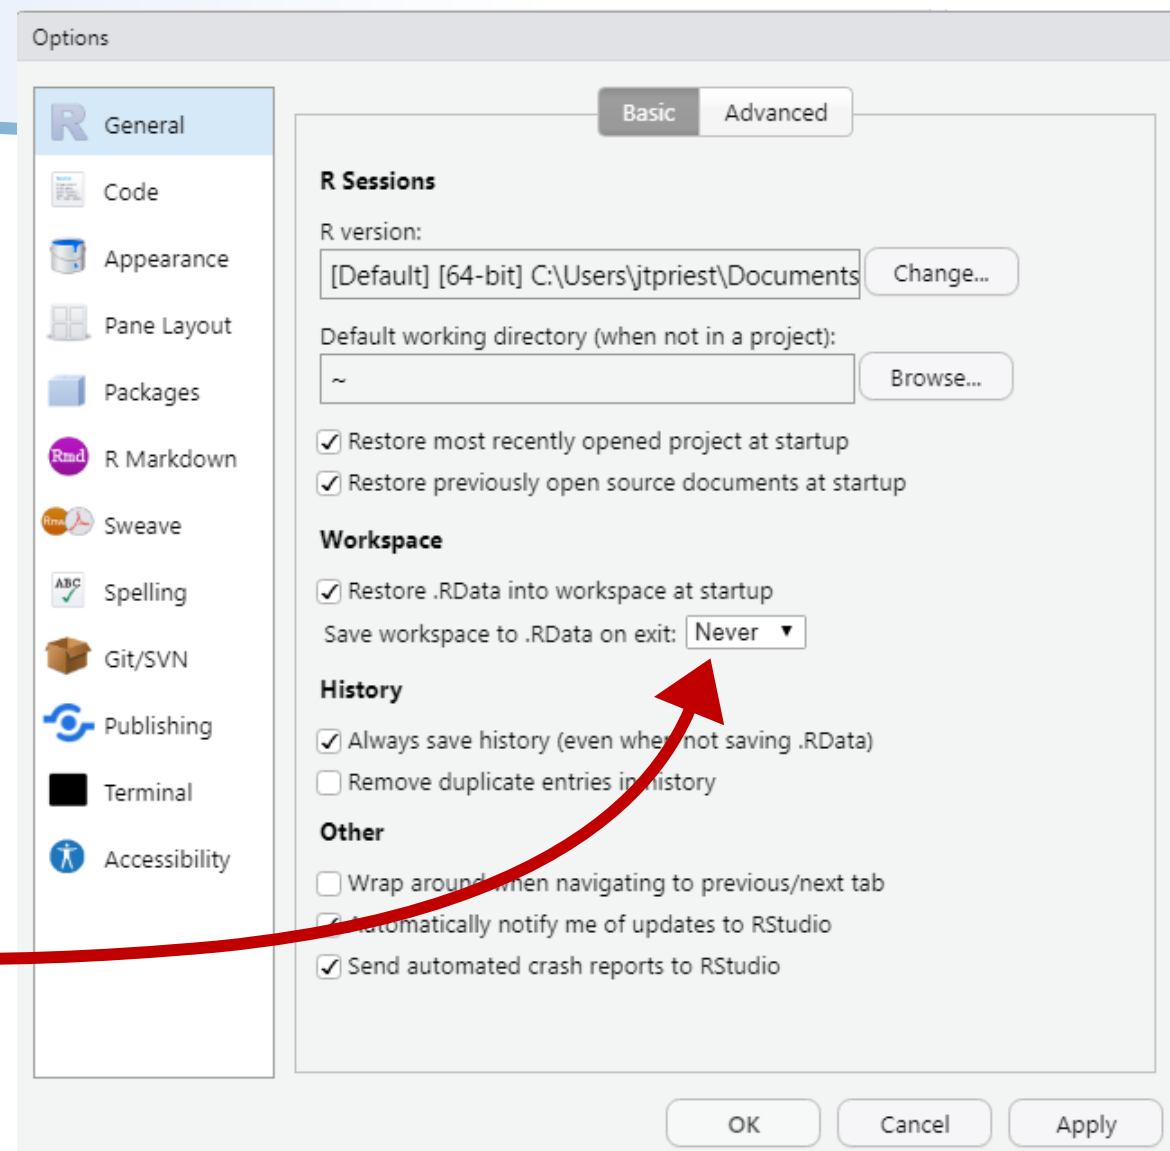 Options
General
Code
Appearance
Pane Layout
Packages
R Markdown
Sweave
Spelling
Git/SVN
Publishing
Terminal
Accessibility
Basic Advanced
R Sessions
R version:
[Default] [64-bit] C:\Users\jtpriest\Documents Change...
Default working directory (when not in a project):
~ Browse...
Restore most recently opened project at startup
Restore previously open source documents at startup
Workspace
Restore .RData into workspace at startup
Save workspace to .RData on exit: Never
History
Always save history (even when not saving .RData)
Remove duplicate entries in history
Other
Wrap around when navigating to previous/next tab
Automatically notify me of updates to RStudio
Send automated crash reports to RStudio
OK Cancel Apply
R
Rmd
Rnw
ABC